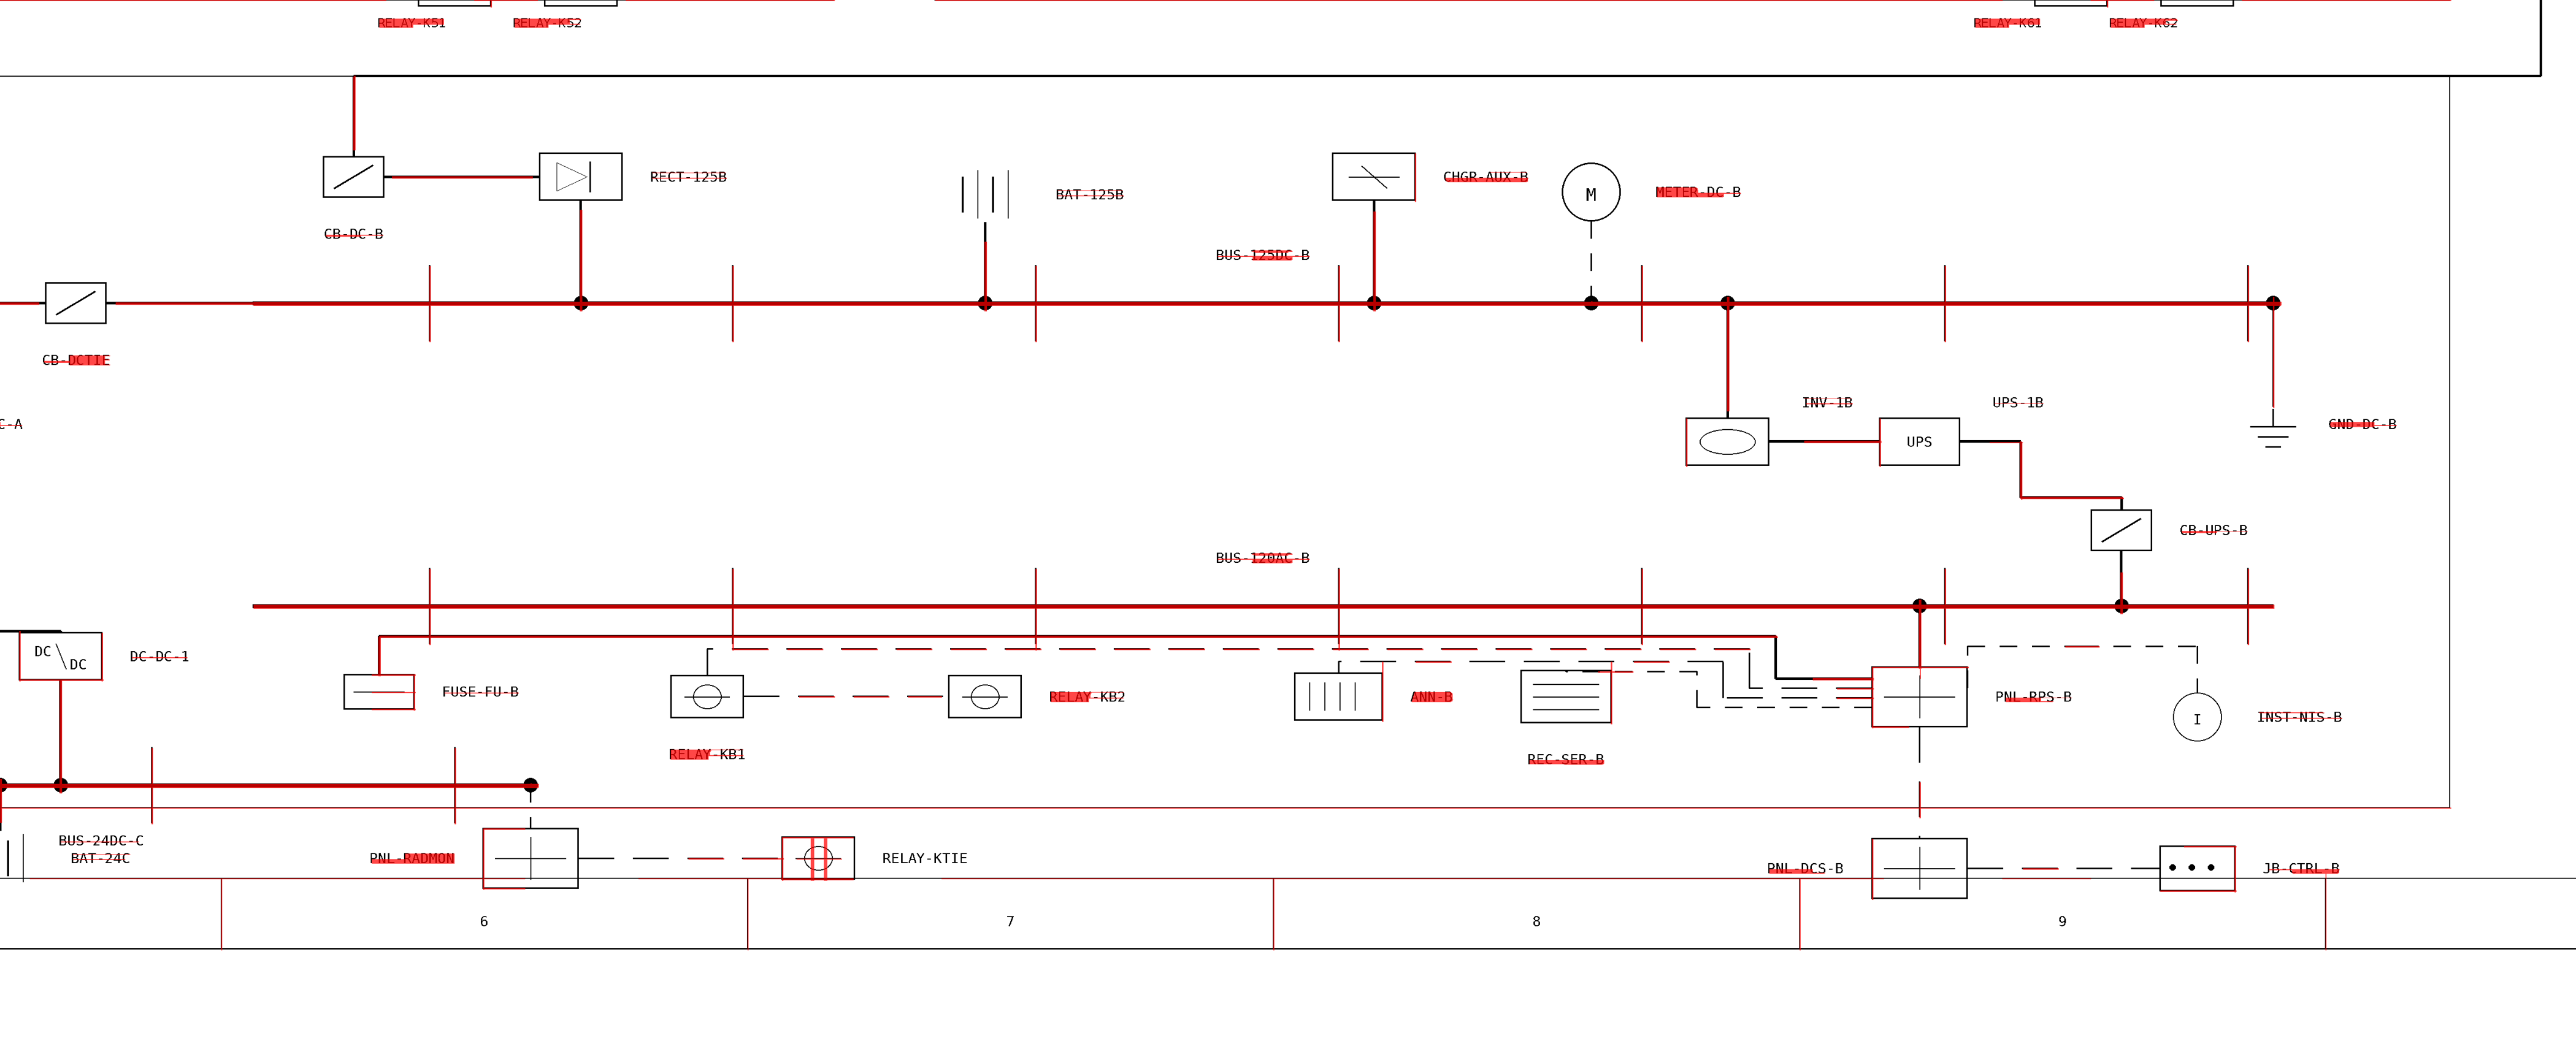 RELAY-K51 RELAY-K52 RELAY-K61 RELAY-K62
RECT-125B CHGR-AUX-B
M METER-DC-B
BAT-125B
CB-DC-B
BUS-125DC-B
CB-DCTIE
INV-1B UPS-1B
C-A GND-DC-B
UPS
CB-UPS-B
BUS-120AC-B
DC DC DC-DC-1
FUSE-FU-B RELAY-KB2 ANN-B PNL-RPS-B
I INST-NIS-B
RELAY-KB1 REC-SER-B
BUS-24DC-C
BAT-24C PNL-RADMON RELAY-KTIE PNL-DCS-B JB-CTRL-B
6 7 8 9